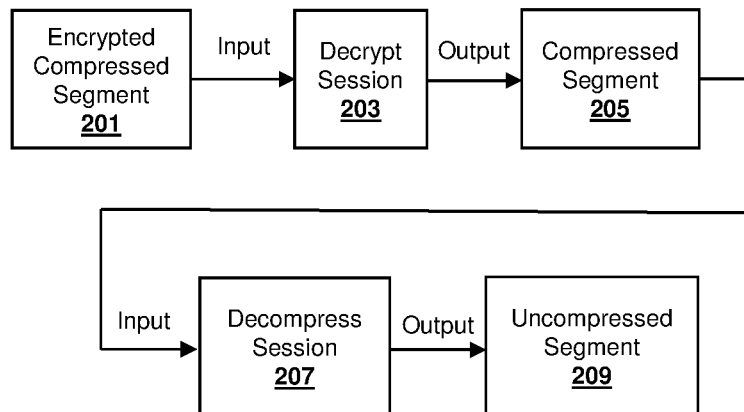 Encrypted
Compressed
Segment
201
Input
Decrypt
Session
203
Output
Compressed
Segment
205
Input
Decompress
Session
207
Output
Uncompressed
Segment
209